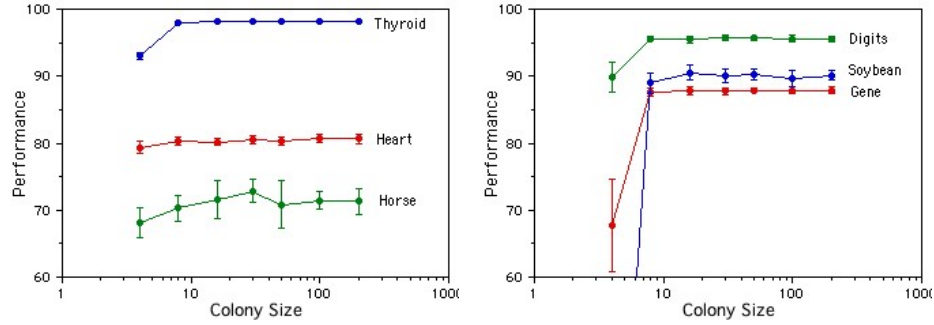 100
90
80
70
60
Performance
1
10
100
1000
Colony Size
Thyroid
Heart
Horse
100
90
80
70
60
Performance
1
10
100
1000
Colony Size
Digits
Soybean
Gene